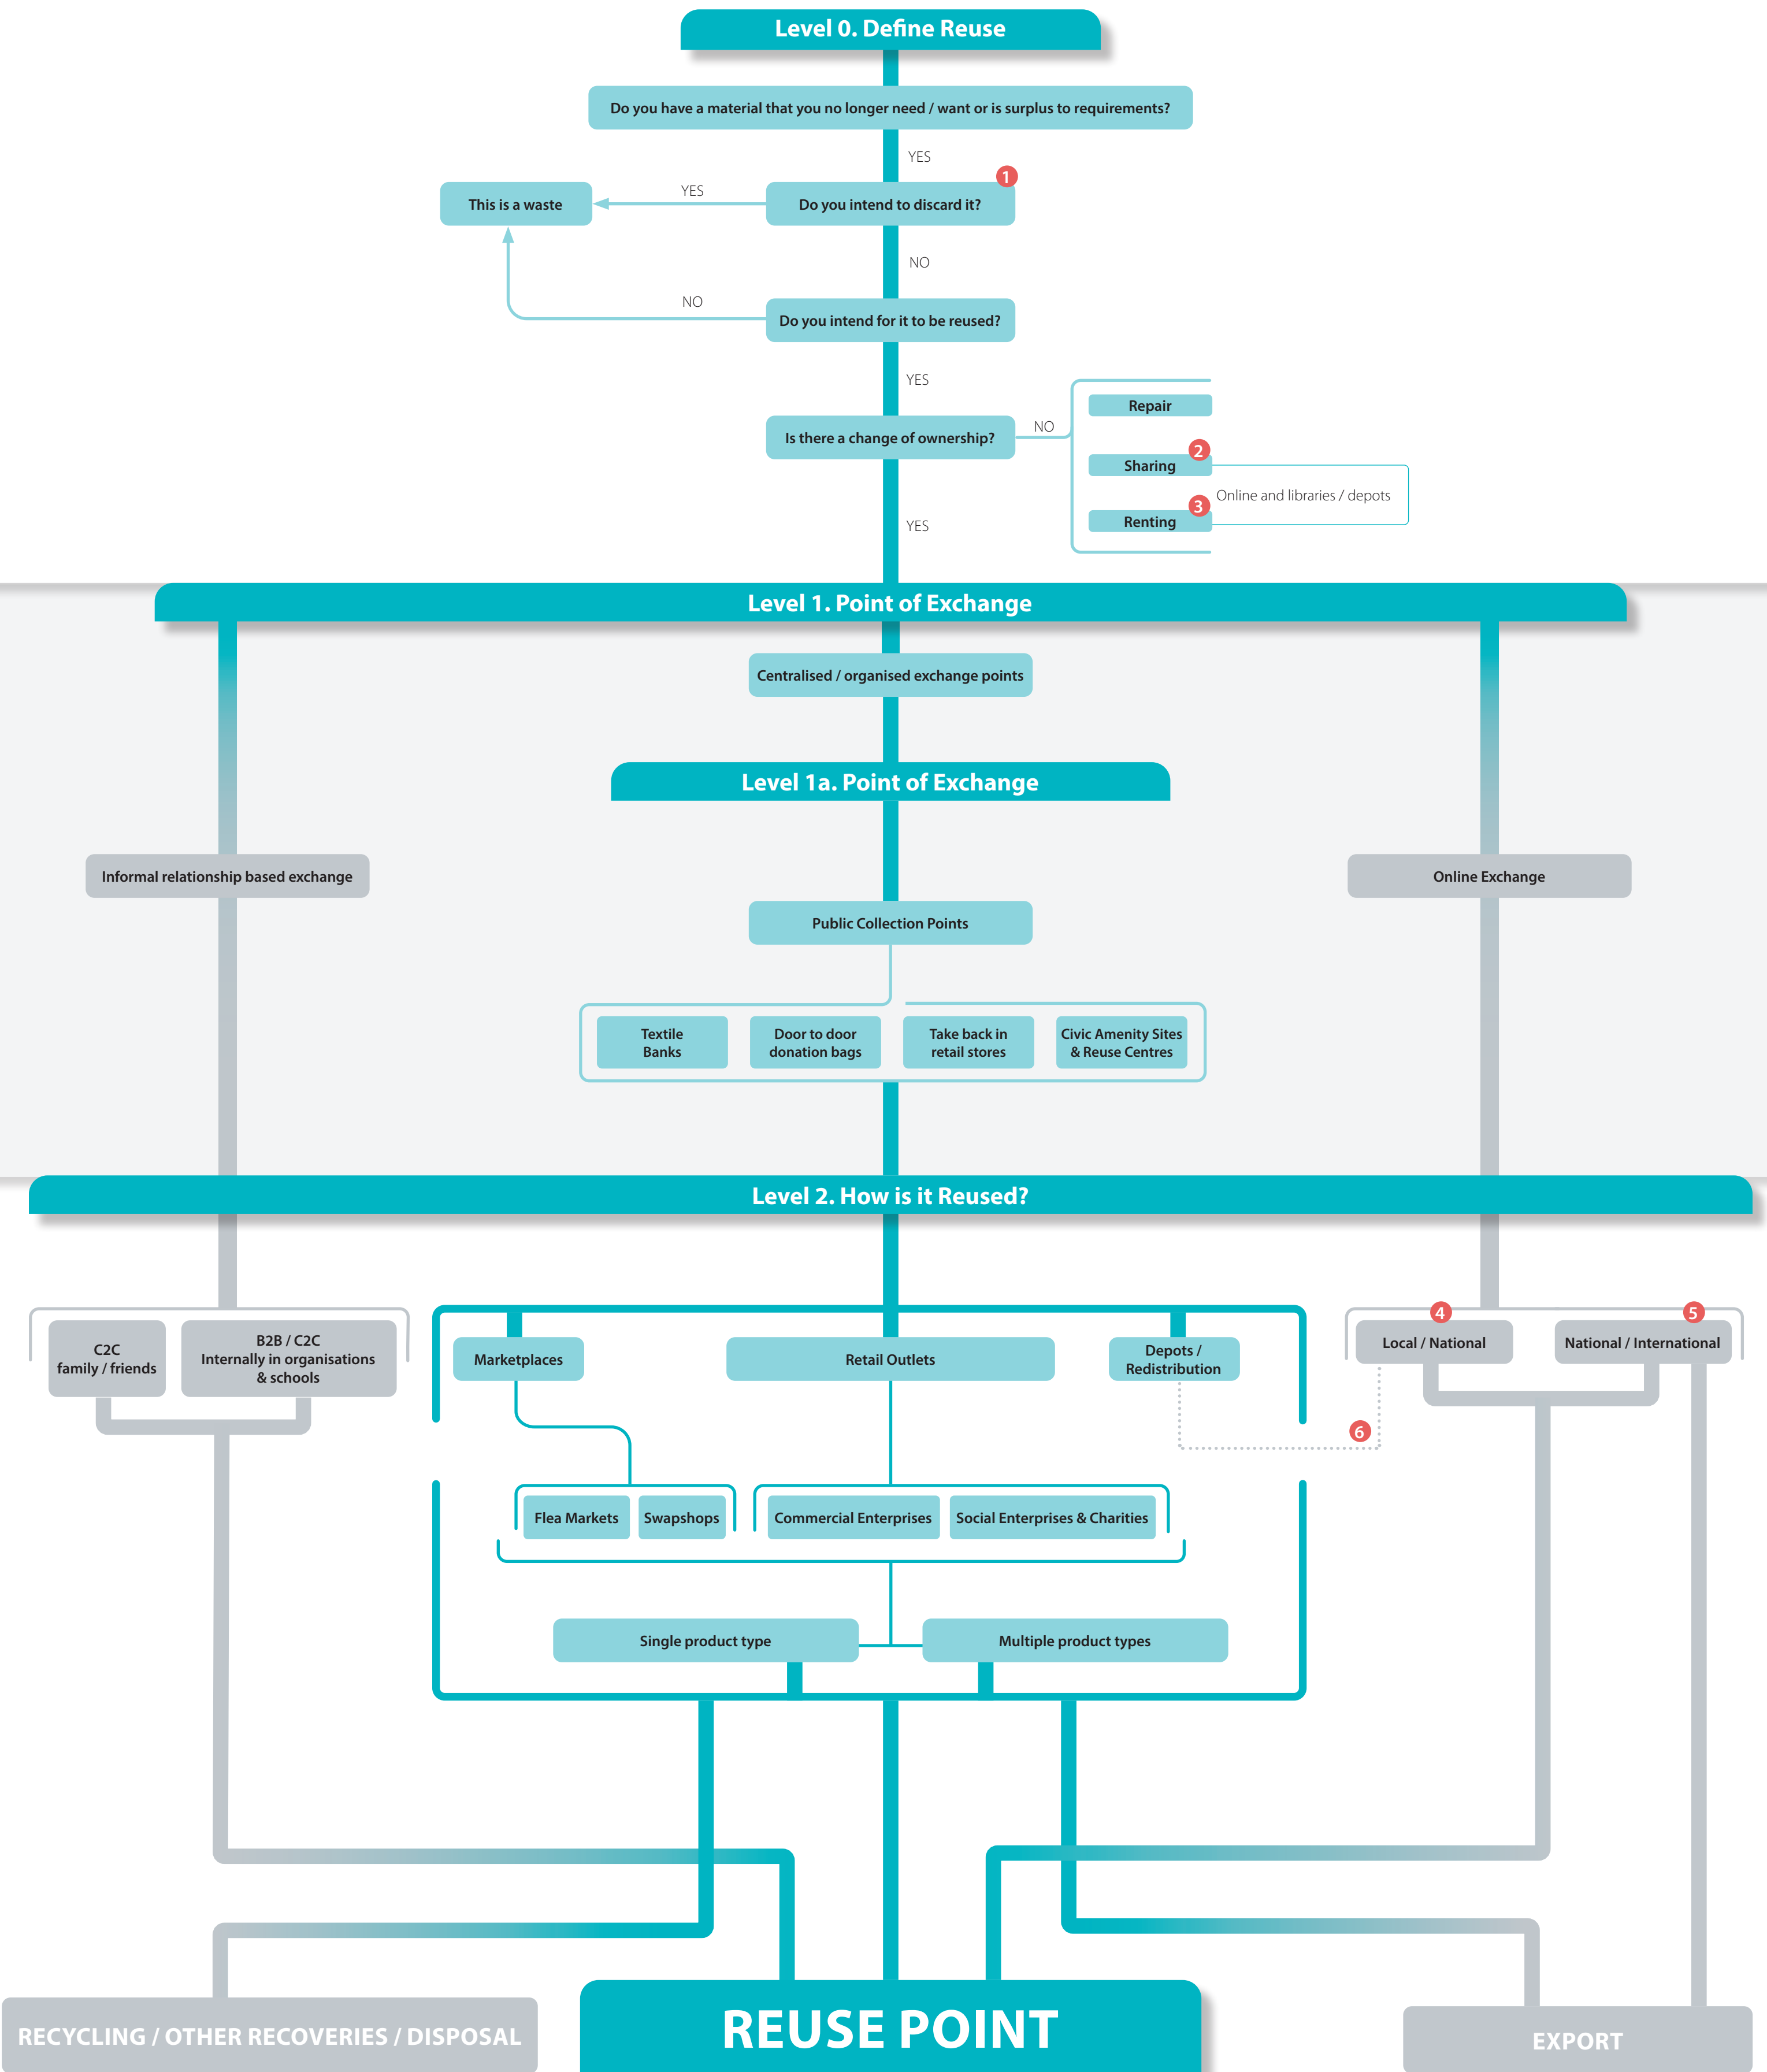 Level 0. Define Reuse
Do you have a material that you no longer need / want or is surplus to requirements?
YES
1
This is a waste
YES
Do you intend to discard it?
NO
NO
Do you intend for it to be reused?
YES
Is there a change of ownership?
NO
Repair
2
Sharing
Online and libraries / depots
3
Renting
YES
Level 1. Point of Exchange
Centralised / organised exchange points
Level 1a. Point of Exchange
Informal relationship based exchange
Online Exchange
Public Collection Points
Textile
Banks
Door to door
donation bags
Take back in
retail stores
Civic Amenity Sites
& Reuse Centres
Level 2. How is it Reused?
C2C
family / friends
B2B / C2C
Internally in organisations
& schools
Marketplaces
Retail Outlets
Depots /
Redistribution
4
Local / National
5
National / International
6
Flea Markets
Swapshops
Commercial Enterprises
Social Enterprises & Charities
Single product type
Multiple product types
RECYCLING / OTHER RECOVERIES / DISPOSAL
REUSE POINT
EXPORT